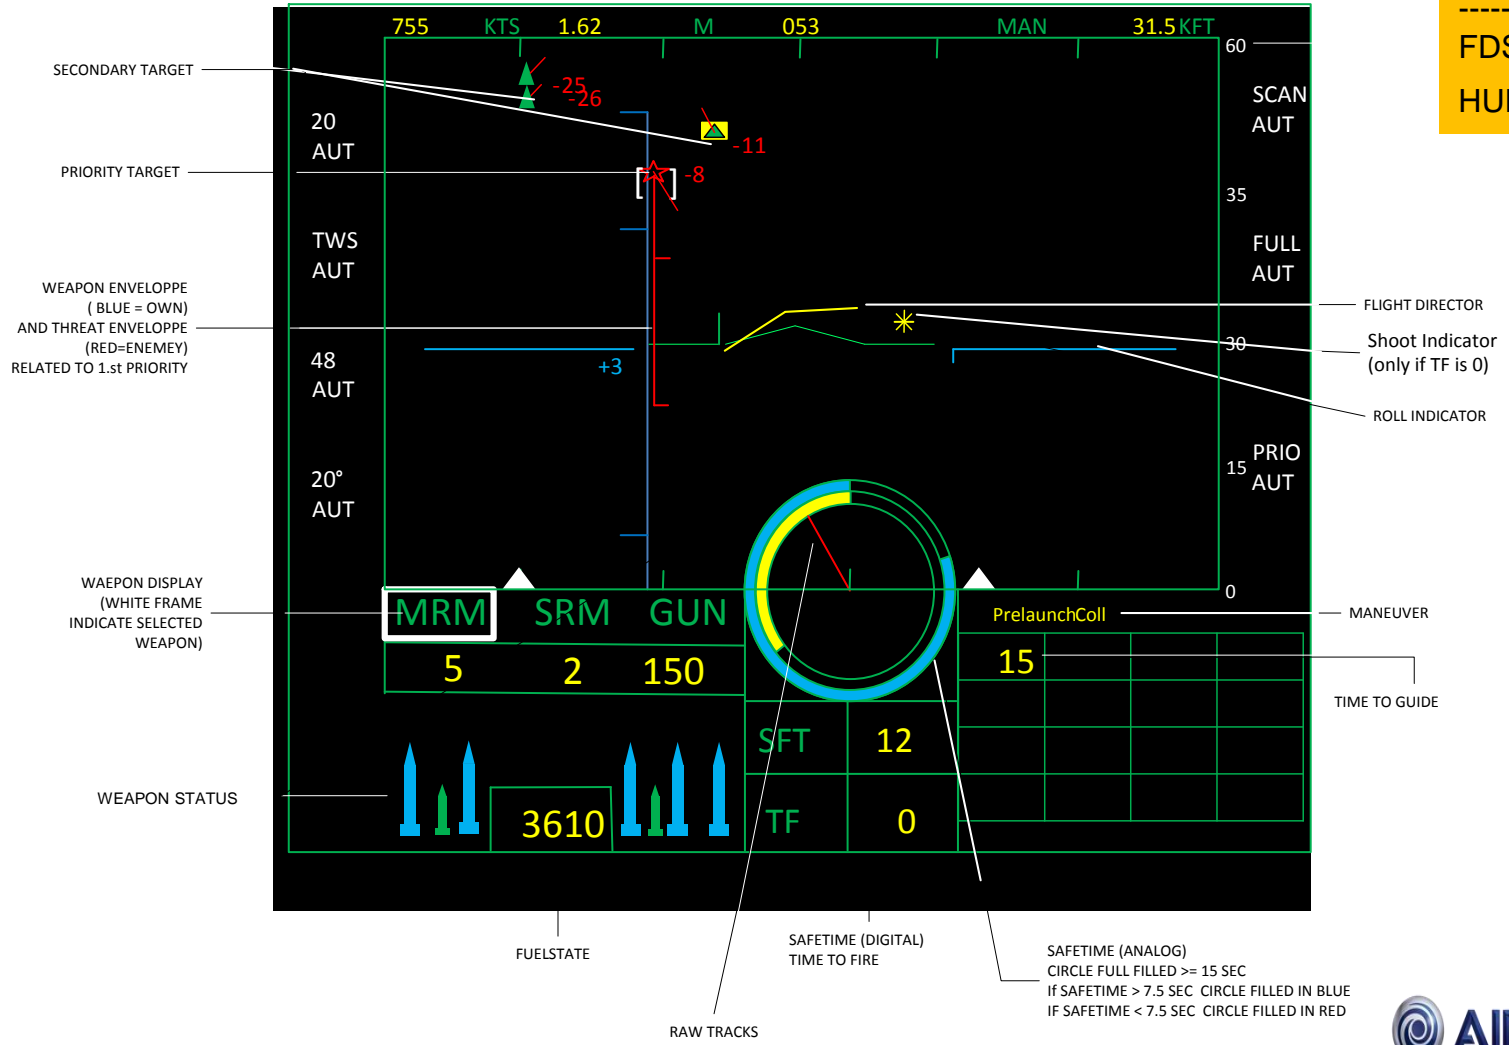 755 KTS 1.62 M 053 MAN 31.5 KFT
60
SECONDARY TARGET
-25
-26
20
AUT
SCAN
AUT
-11
PRIORITY TARGET
-8
35
TWS
AUT
FULL
AUT
WEAPON ENVELOPPE
( BLUE = OWN)
AND THREAT ENVELOPPE
(RED=ENEMEY)
RELATED TO 1.st PRIORITY
FLIGHT DIRECTOR
Shoot Indicator
(only if TF is 0)
30
48
AUT
+3
ROLL INDICATOR
20°
AUT
15
PRIO
AUT
WAEPON DISPLAY
(WHITE FRAME
INDICATE SELECTED
WEAPON)
0
MRM SRM GUN
5 2 150
PrelaunchColl
MANEUVER
15
TIME TO GUIDE
SFT 12
WEAPON STATUS
3610
TF 0
FUELSTATE
SAFETIME (DIGITAL)
TIME TO FIRE
SAFETIME (ANALOG)
CIRCLE FULL FILLED >= 15 SEC
If SAFETIME > 7.5 SEC CIRCLE FILLED IN BLUE
IF SAFETIME < 7.5 SEC CIRCLE FILLED IN RED
RAW TRACKS